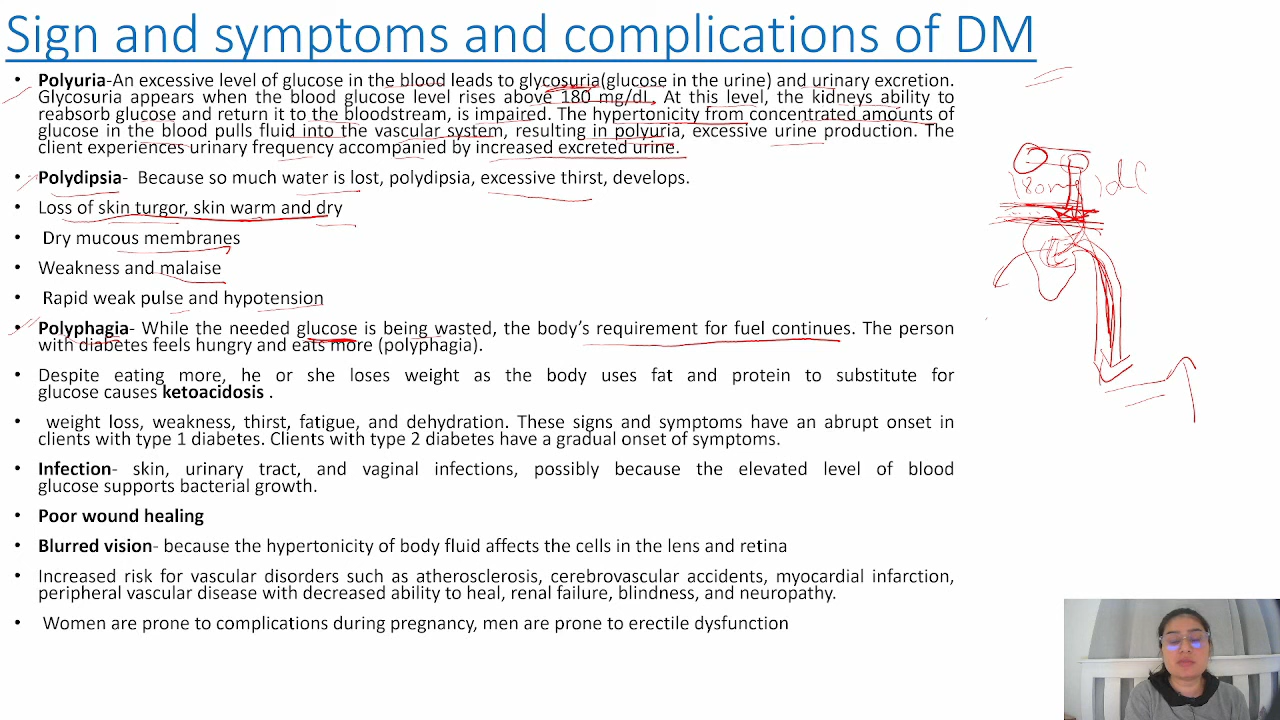 Sign and symptoms and complications of DM
• Polyuria-An excessive level of glucose in the blood leads to glycosuria(glucose in the urine) and urinary excretion.
Glycosuria appears when the blood glucose level rises above 180 mg/dL. At this level, the kidneys ability to
reabsorb glucose and return it to the bloodstream, is impaired. The hypertonicity from concentrated amounts of
glucose in the blood pulls fluid into the vascular system, resulting in polyuria, excessive urine production. The
client experiences urinary frequency accompanied by increased excreted urine.
• Polydipsia- Because so much water is lost, polydipsia, excessive thirst, develops.
• Loss of skin turgor, skin warm and dry
• Dry mucous membranes
• Weakness and malaise
• Rapid weak pulse and hypotension
• Polyphagia- While the needed glucose is being wasted, the body's requirement for fuel continues. The person
with diabetes feels hungry and eats more (polyphagia).
• Despite eating more, he or she loses weight as the body uses fat and protein to substitute for
glucose causes ketoacidosis .
• weight loss, weakness, thirst, fatigue, and dehydration. These signs and symptoms have an abrupt onset in
clients with type 1 diabetes. Clients with type 2 diabetes have a gradual onset of symptoms.
• Infection- skin, urinary tract, and vaginal infections, possibly because the elevated level of blood
glucose supports bacterial growth.
• Poor wound healing
• Blurred vision- because the hypertonicity of body fluid affects the cells in the lens and retina
• Increased risk for vascular disorders such as atherosclerosis, cerebrovascular accidents, myocardial infarction,
peripheral vascular disease with decreased ability to heal, renal failure, blindness, and neuropathy.
• Women are prone to complications during pregnancy, men are prone to erectile dysfunction